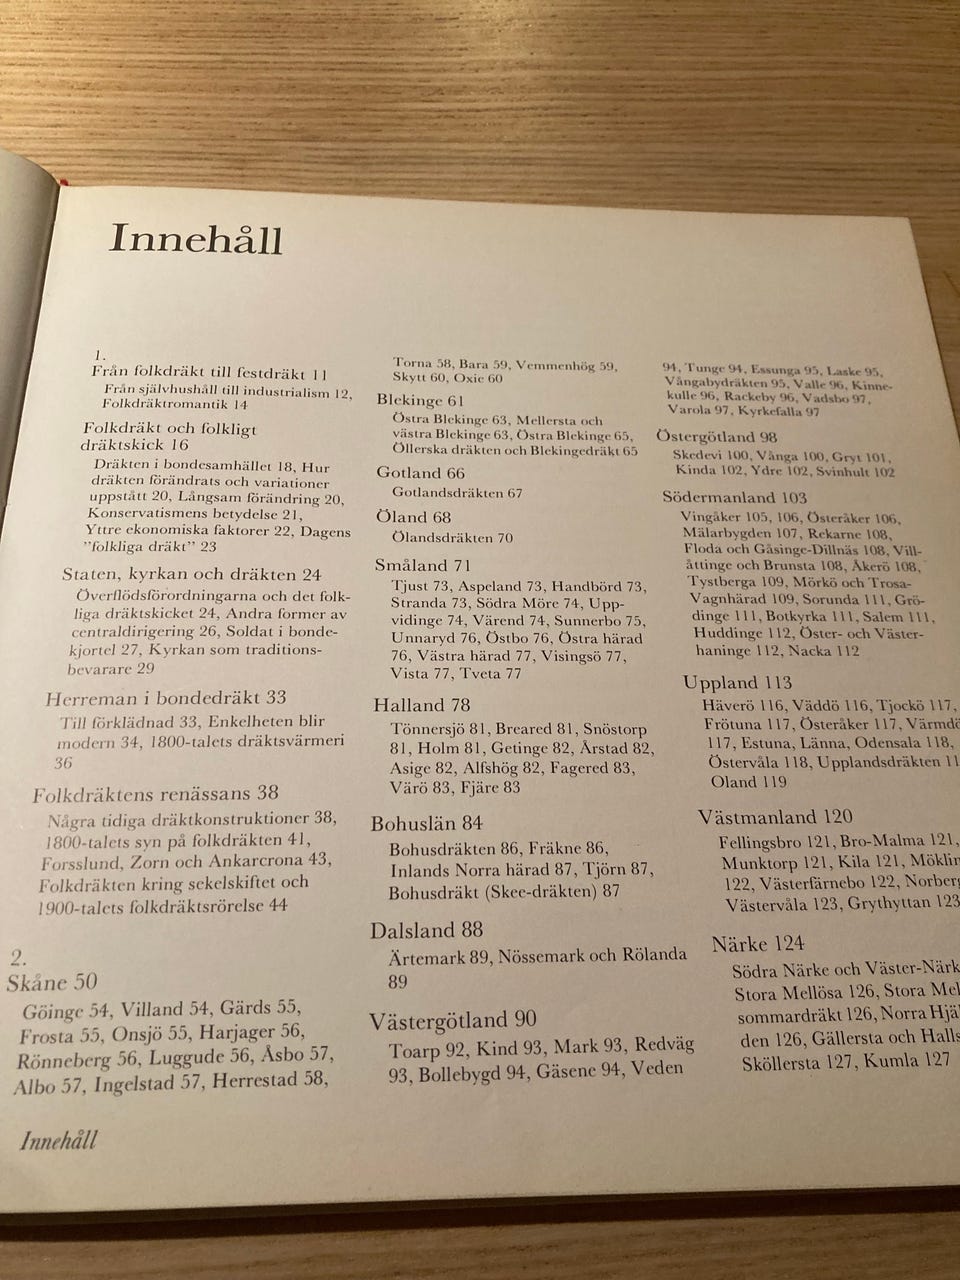 Innehåll
1.
Från folkdräkt till festdräkt 11
Från självhushåll till industrialism 12,
Folkdräktromantik 14
Folkdräkt och folkligt
dräktskick 16
Dräkten i bondesamhället 18, Hur
dräkten förändrats och variationer
uppstått 20, Långsam förändring 20,
Konservatismens betydelse 21,
Yttre ekonomiska faktorer 22, Dagens
”folkliga dräkt” 23
Staten, kyrkan och dräkten 24
Överflödsförordningarna och det folk-
liga dräktskicket 24, Andra former av
centraldirigering 26, Soldat i bonde-
kjortel 27, Kyrkan som traditions-
bevarare 29
Herreman i bondedräkt 33
Till förklädnad 33, Enkelheten blir
modern 34, 1800-talets dräktsvärmeri
36
Folkdräktens renässans 38
Några tidiga dräktkonstruktioner 38,
1800-talets syn på folkdräkten 41,
Forsslund, Zorn och Ankarcrona 43,
Folkdräkten kring sekelskiftet och
1900-talets folkdräktsrörelse 44
2.
Skåne 50
Göinge 54, Villand 54, Gärds 55,
Frosta 55, Onsjö 55, Harjager 56,
Rönneberg 56, Luggude 56, Åsbo 57,
Albo 57, Ingelstad 57, Herrestad 58,
Torna 58, Bara 59, Vemmenhög 59,
Skytt 60, Oxie 60
Blekinge 61
Östra Blekinge 63, Mellersta och
västra Blekinge 63, Östra Blekinge 65,
Öllerska dräkten och Blekingedräkt 65
Gotland 66
Gotlandsdräkten 67
Öland 68
Ölandsdräkten 70
Småland 71
Tjust 73, Aspeland 73, Handbörd 73,
Stranda 73, Södra Möre 74, Upp-
vidinge 74, Värend 74, Sunnerbo 75,
Unnaryd 76, Östbo 76, Östra härad
76, Västra härad 77, Visingsö 77,
Vista 77, Tveta 77
Halland 78
Tönnersjö 81, Breared 81, Snöstorp
81, Holm 81, Getinge 82, Årstad 82,
Asige 82, Alfshög 82, Fagered 83,
Värö 83, Fjäre 83
Bohuslän 84
Bohusdräkten 86, Fräkne 86,
Inlands Norra härad 87, Tjörn 87,
Bohusdräkt (Skee-dräkten) 87
Dalsland 88
Ärtemark 89, Nössemark och Rölanda
89
Västergötland 90
Toarp 92, Kind 93, Mark 93, Redväg
93, Bollebygd 94, Gäsene 94, Veden
94, Tunge 94, Essunga 95, Laske 95,
Vångabydräkten 95, Valle 96, Kinne-
kulle 96, Rackeby 96, Vadsbo 97,
Varola 97, Kyrkefalla 97
Östergötland 98
Skedevi 100, Vånga 100, Gryt 101,
Kinda 102, Ydre 102, Svinhult 102
Södermanland 103
Vingåker 105, 106, Österåker 106,
Mälarbygden 107, Rekarne 108,
Floda och Gåsinge-Dillnäs 108, Vill-
åttinge och Brunsta 108, Åkerö 108,
Tystberga 109, Mörkö och Trosa-
Vagnhärad 109, Sorunda 111, Grö-
dinge 111, Botkyrka 111, Salem 111,
Huddinge 112, Öster- och Väster-
haninge 112, Nacka 112
Uppland 113
Häverö 116, Väddö 116, Tjockö 117,
Frötuna 117, Österåker 117, Värmdö
117, Estuna, Länna, Odensala 118,
Östervåla 118, Upplandsdräkten 11
Oland 119
Västmanland 120
Fellingsbro 121, Bro-Malma 121,
Munktorp 121, Kila 121, Möklin
122, Västerfärnebo 122, Norberg
Västervåla 123, Grythyttan 123
Närke 124
Södra Närke och Väster-Närk
Stora Mellösa 126, Stora Mel
sommardräkt 126, Norra Hjä
den 126, Gällersta och Halls
Sköllersta 127, Kumla 127
Innehåll